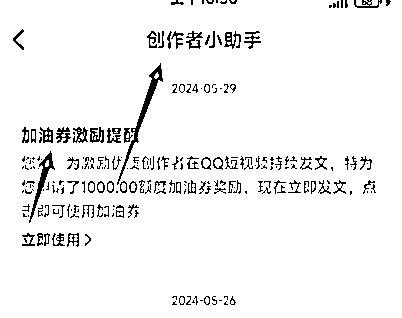 创作者小助手
2024-05-29
加油券激励提醒
为激励优质创作者在QQ短视频持续发文，特为
您申请了1000.00额度加油券奖励，现在立即发文，点
击即可使用加油券
立即使用>
2024-05-26